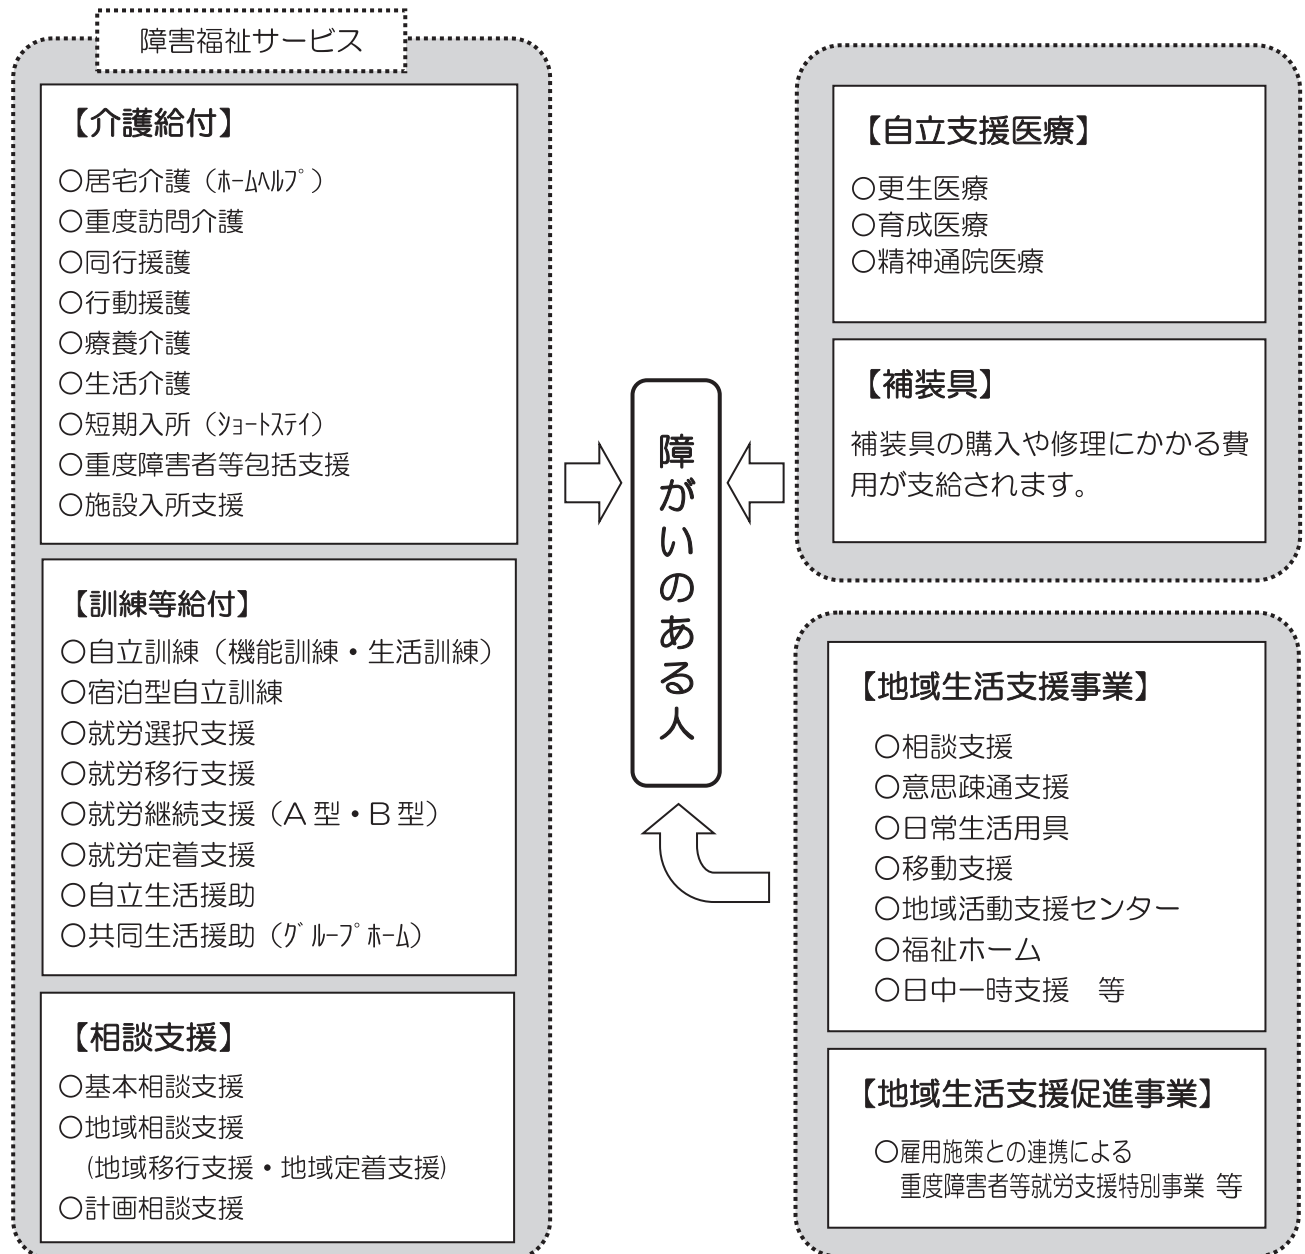 障害福祉サービス
【介護給付】
○居宅介護（ﾎｰﾑﾍﾙﾌﾟ）
○重度訪問介護
○同行援護
○行動援護
○療養介護
○生活介護
○短期入所（ｼｮｰﾄｽﾃｲ）
○重度障害者等包括支援
○施設入所支援
【訓練等給付】
○自立訓練（機能訓練・生活訓練）
○宿泊型自立訓練
○就労選択支援
○就労移行支援
○就労継続支援（Ａ型・Ｂ型）
○就労定着支援
○自立生活援助
○共同生活援助（ｸﾞﾙｰﾌﾟﾎｰﾑ）
【相談支援】
○基本相談支援
○地域相談支援
(地域移行支援・地域定着支援)
○計画相談支援
障がいのある人
【自立支援医療】
○更生医療
○育成医療
○精神通院医療
【補装具】
補装具の購入や修理にかかる費
用が支給されます。
【地域生活支援事業】
○相談支援
○意思疎通支援
○日常生活用具
○移動支援
○地域活動支援センター
○福祉ホーム
○日中一時支援　等
【地域生活支援促進事業】
○雇用施策との連携による
重度障害者等就労支援特別事業 等